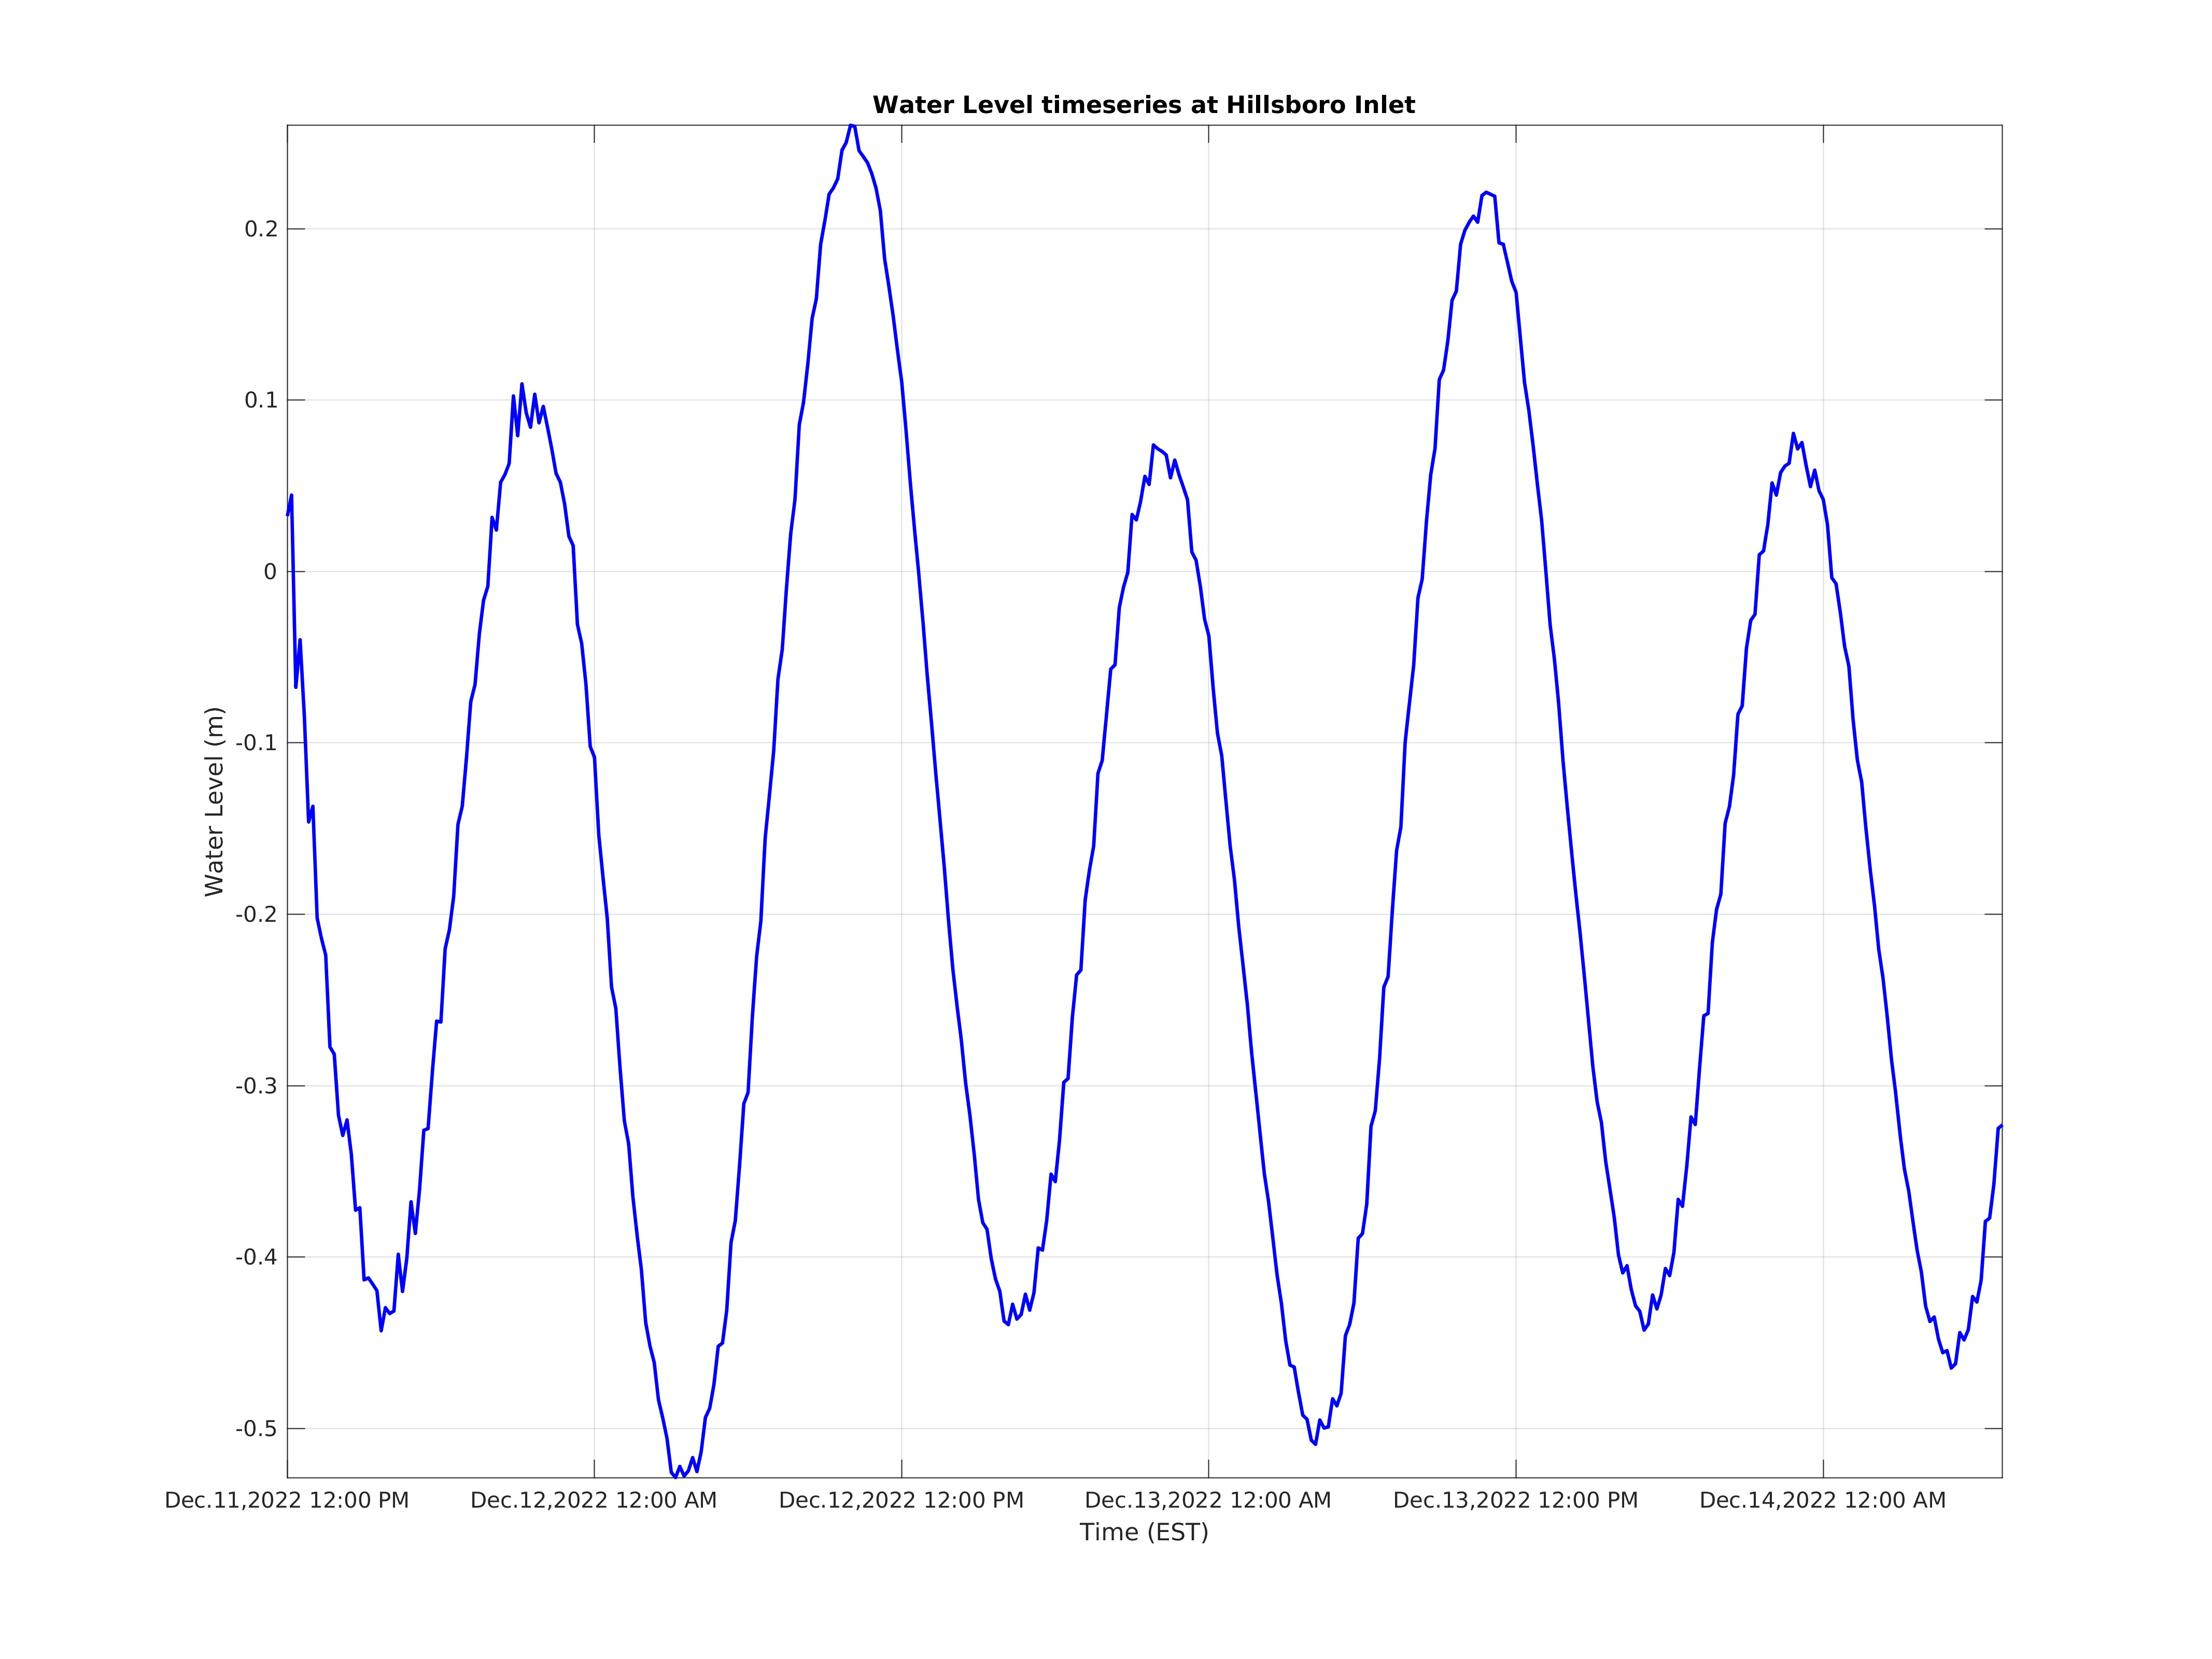 Water Level timeseries at Hillsboro Inlet
0.2
0.1
0
-0.1
-0.2
-0.3
-0.4
-0.5
Water Level (m)
Dec.11,2022 12:00 PM
Dec.12,2022 12:00 AM
Dec.12,2022 12:00 PM
Dec.13,2022 12:00 AM
Dec.13,2022 12:00 PM
Dec.14,2022 12:00 AM
Time (EST)